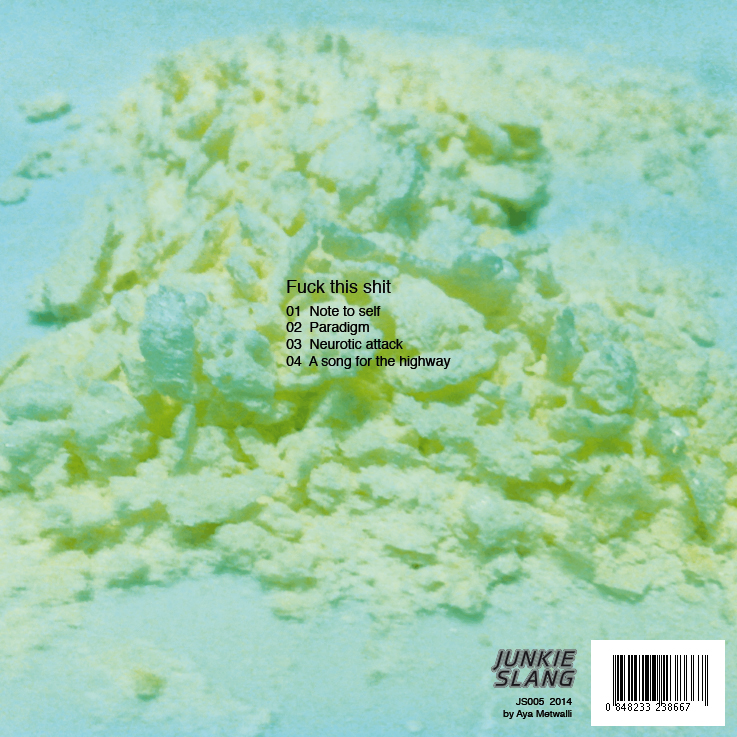 Fuck this shit
01 Note to self
02 Paradigm
03 Neurotic attack
04 A song for the highway
JUNKIE
SLANG
JS005 2014
by Aya Metwalli
0 848233 238667